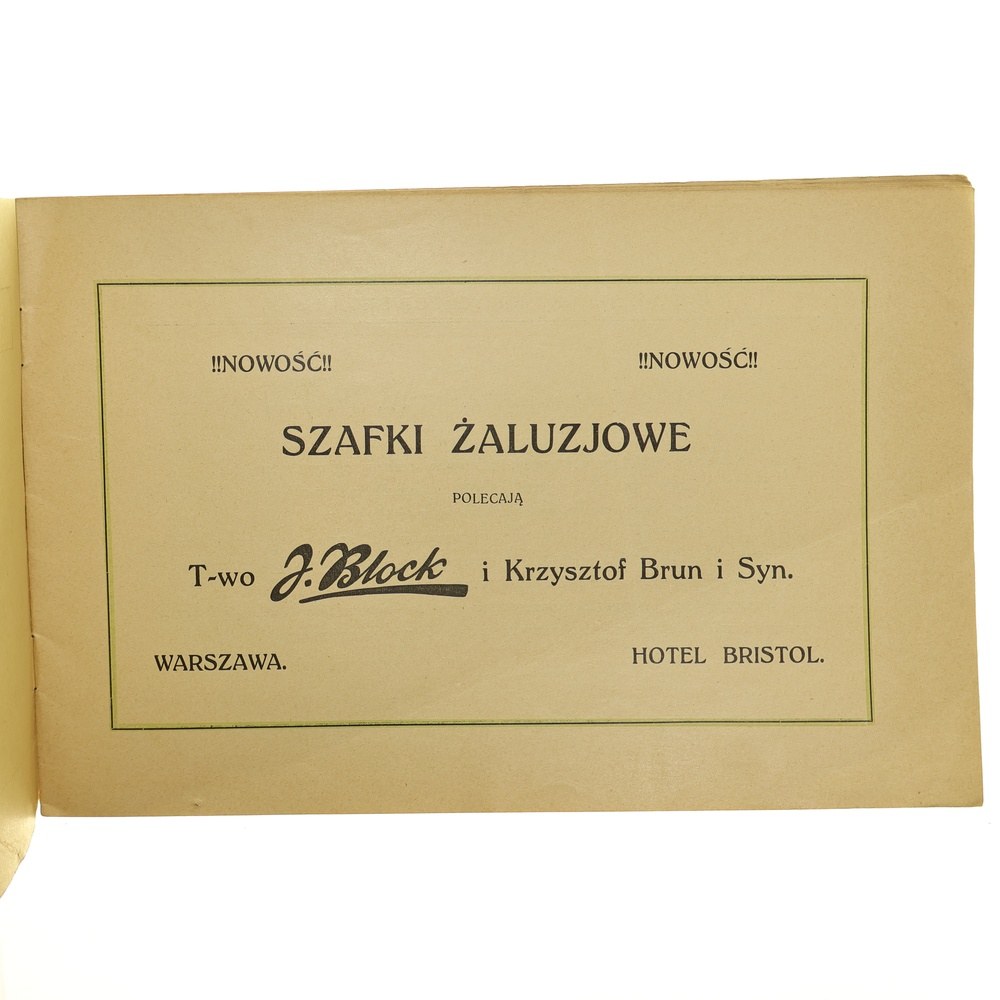 !!NOWOŚĆ!! !!NOWOŚĆ!!
SZAFKI ŻALUZJOWE
POLECAJĄ
T-wo J. Block i Krzysztof Brun i Syn.
WARSZAWA. HOTEL BRISTOL.